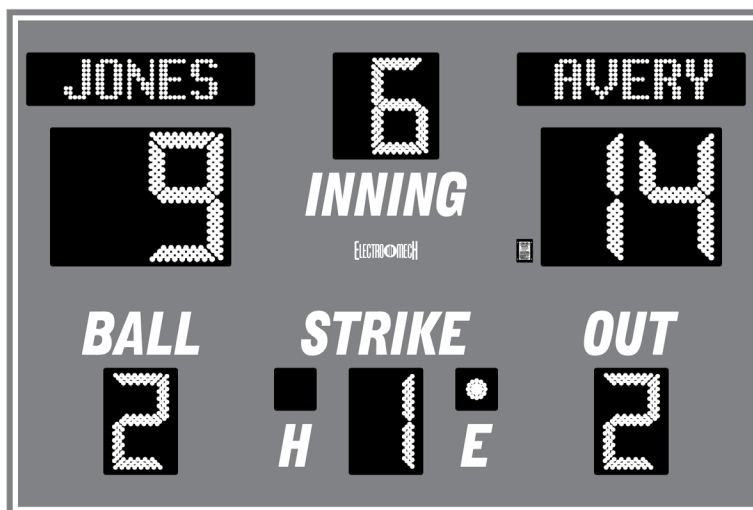 JONES 6 AVERY
9 INNING 14
ELECTRO MECH
BALL STRIKE OUT
2 1 2
H E